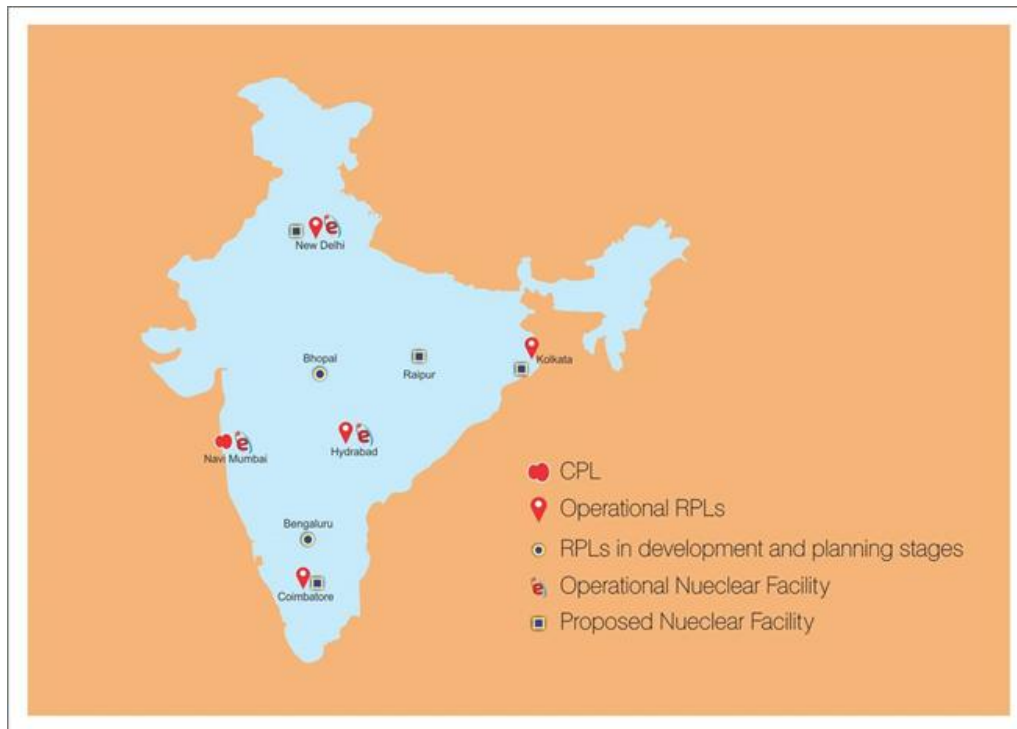 New Delhi
Bhopal
Raipur
Kolkata
Navi Mumbai
Hydrabad
Bengaluru
Coimbatore
CPL
Operational RPLs
RPLs in development and planning stages
Operational Nueclear Facility
Proposed Nueclear Facility